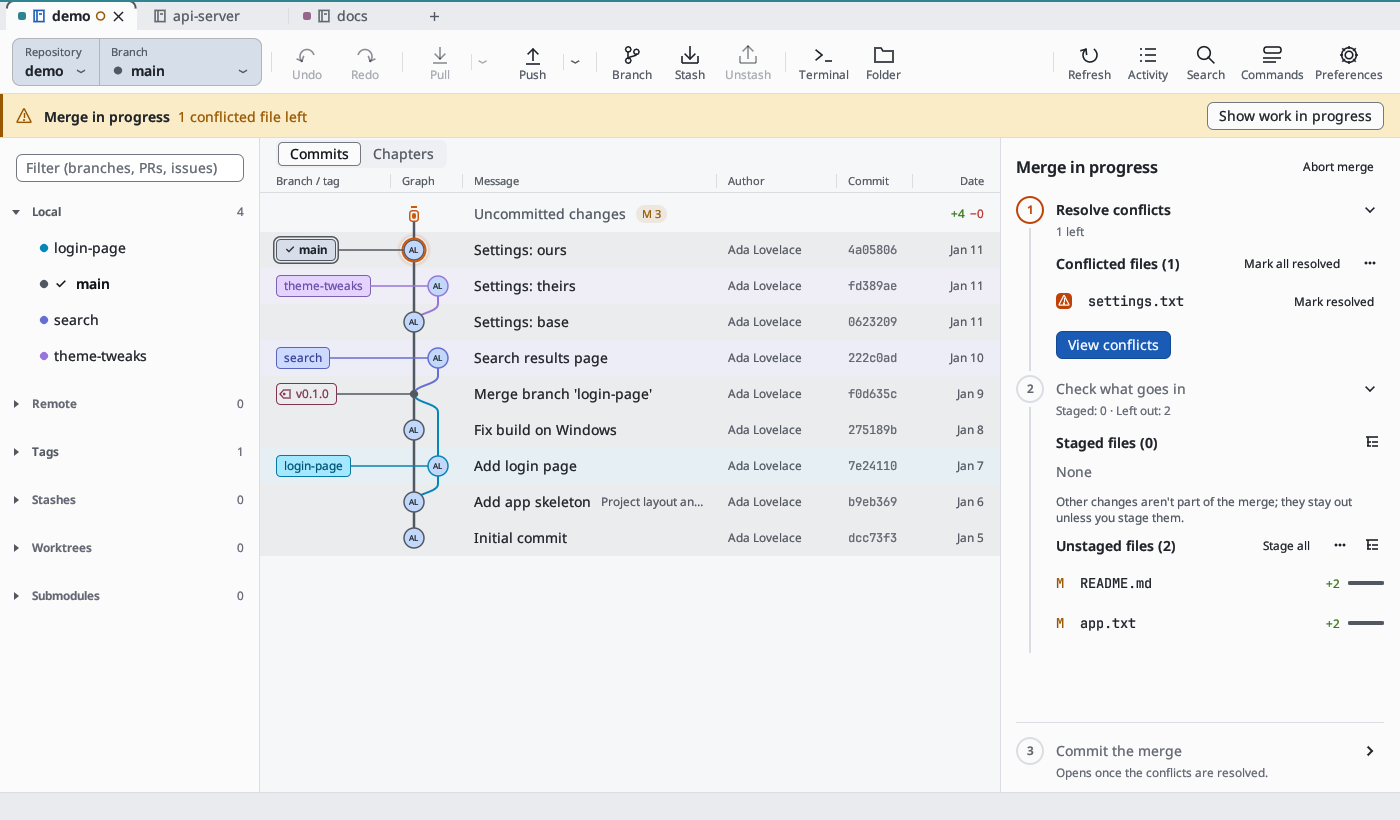 demo
api-server
docs
Repository
demo
Branch
main
Undo
Redo
Pull
Push
Branch
Stash
Unstash
Terminal
Folder
Refresh
Activity
Search
Commands
Preferences
Merge in progress 1 conflicted file left
Show work in progress
Filter (branches, PRs, issues)
Local 4
login-page
main
search
theme-tweaks
Remote 0
Tags 1
Stashes 0
Worktrees 0
Submodules 0
Commits Chapters
Branch / tag Graph Message Author Commit Date
Uncommitted changes M 3 +4 −0
main AL Settings: ours Ada Lovelace 4a05806 Jan 11
theme-tweaks AL Settings: theirs Ada Lovelace fd389ae Jan 11
AL Settings: base Ada Lovelace 0623209 Jan 11
search AL Search results page Ada Lovelace 222c0ad Jan 10
v0.1.0 Merge branch 'login-page' Ada Lovelace f0d635c Jan 9
AL Fix build on Windows Ada Lovelace 275189b Jan 8
login-page AL Add login page Ada Lovelace 7e24110 Jan 7
AL Add app skeleton Project layout an... Ada Lovelace b9eb369 Jan 6
AL Initial commit Ada Lovelace dcc73f3 Jan 5
Merge in progress Abort merge
1 Resolve conflicts
1 left
Conflicted files (1) Mark all resolved
settings.txt Mark resolved
View conflicts
2 Check what goes in
Staged: 0 · Left out: 2
Staged files (0)
None
Other changes aren't part of the merge; they stay out
unless you stage them.
Unstaged files (2) Stage all
M README.md +2
M app.txt +2
3 Commit the merge
Opens once the conflicts are resolved.